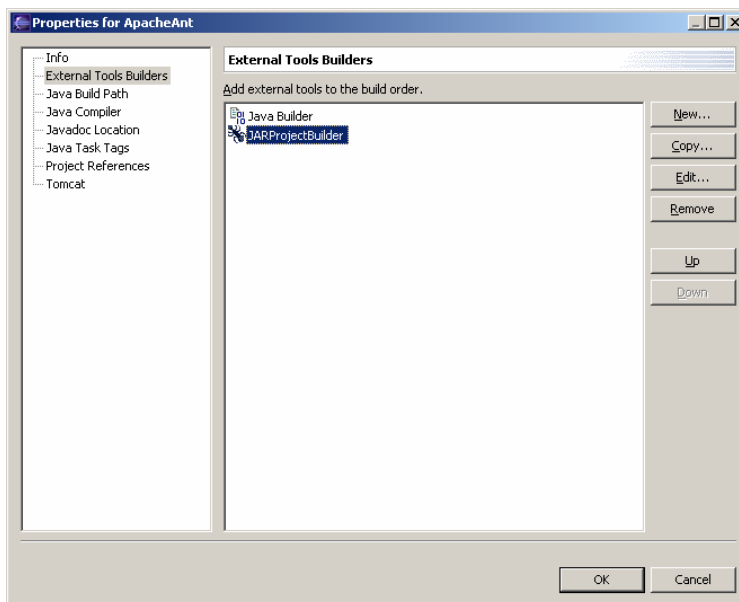 Properties for ApacheAnt
Info
External Tools Builders
Java Build Path
Java Compiler
Javadoc Location
Java Task Tags
Project References
Tomcat
External Tools Builders
Add external tools to the build order.
Java Builder
JARProjectBuilder
New...
Copy...
Edit...
Remove
Up
Down
OK
Cancel